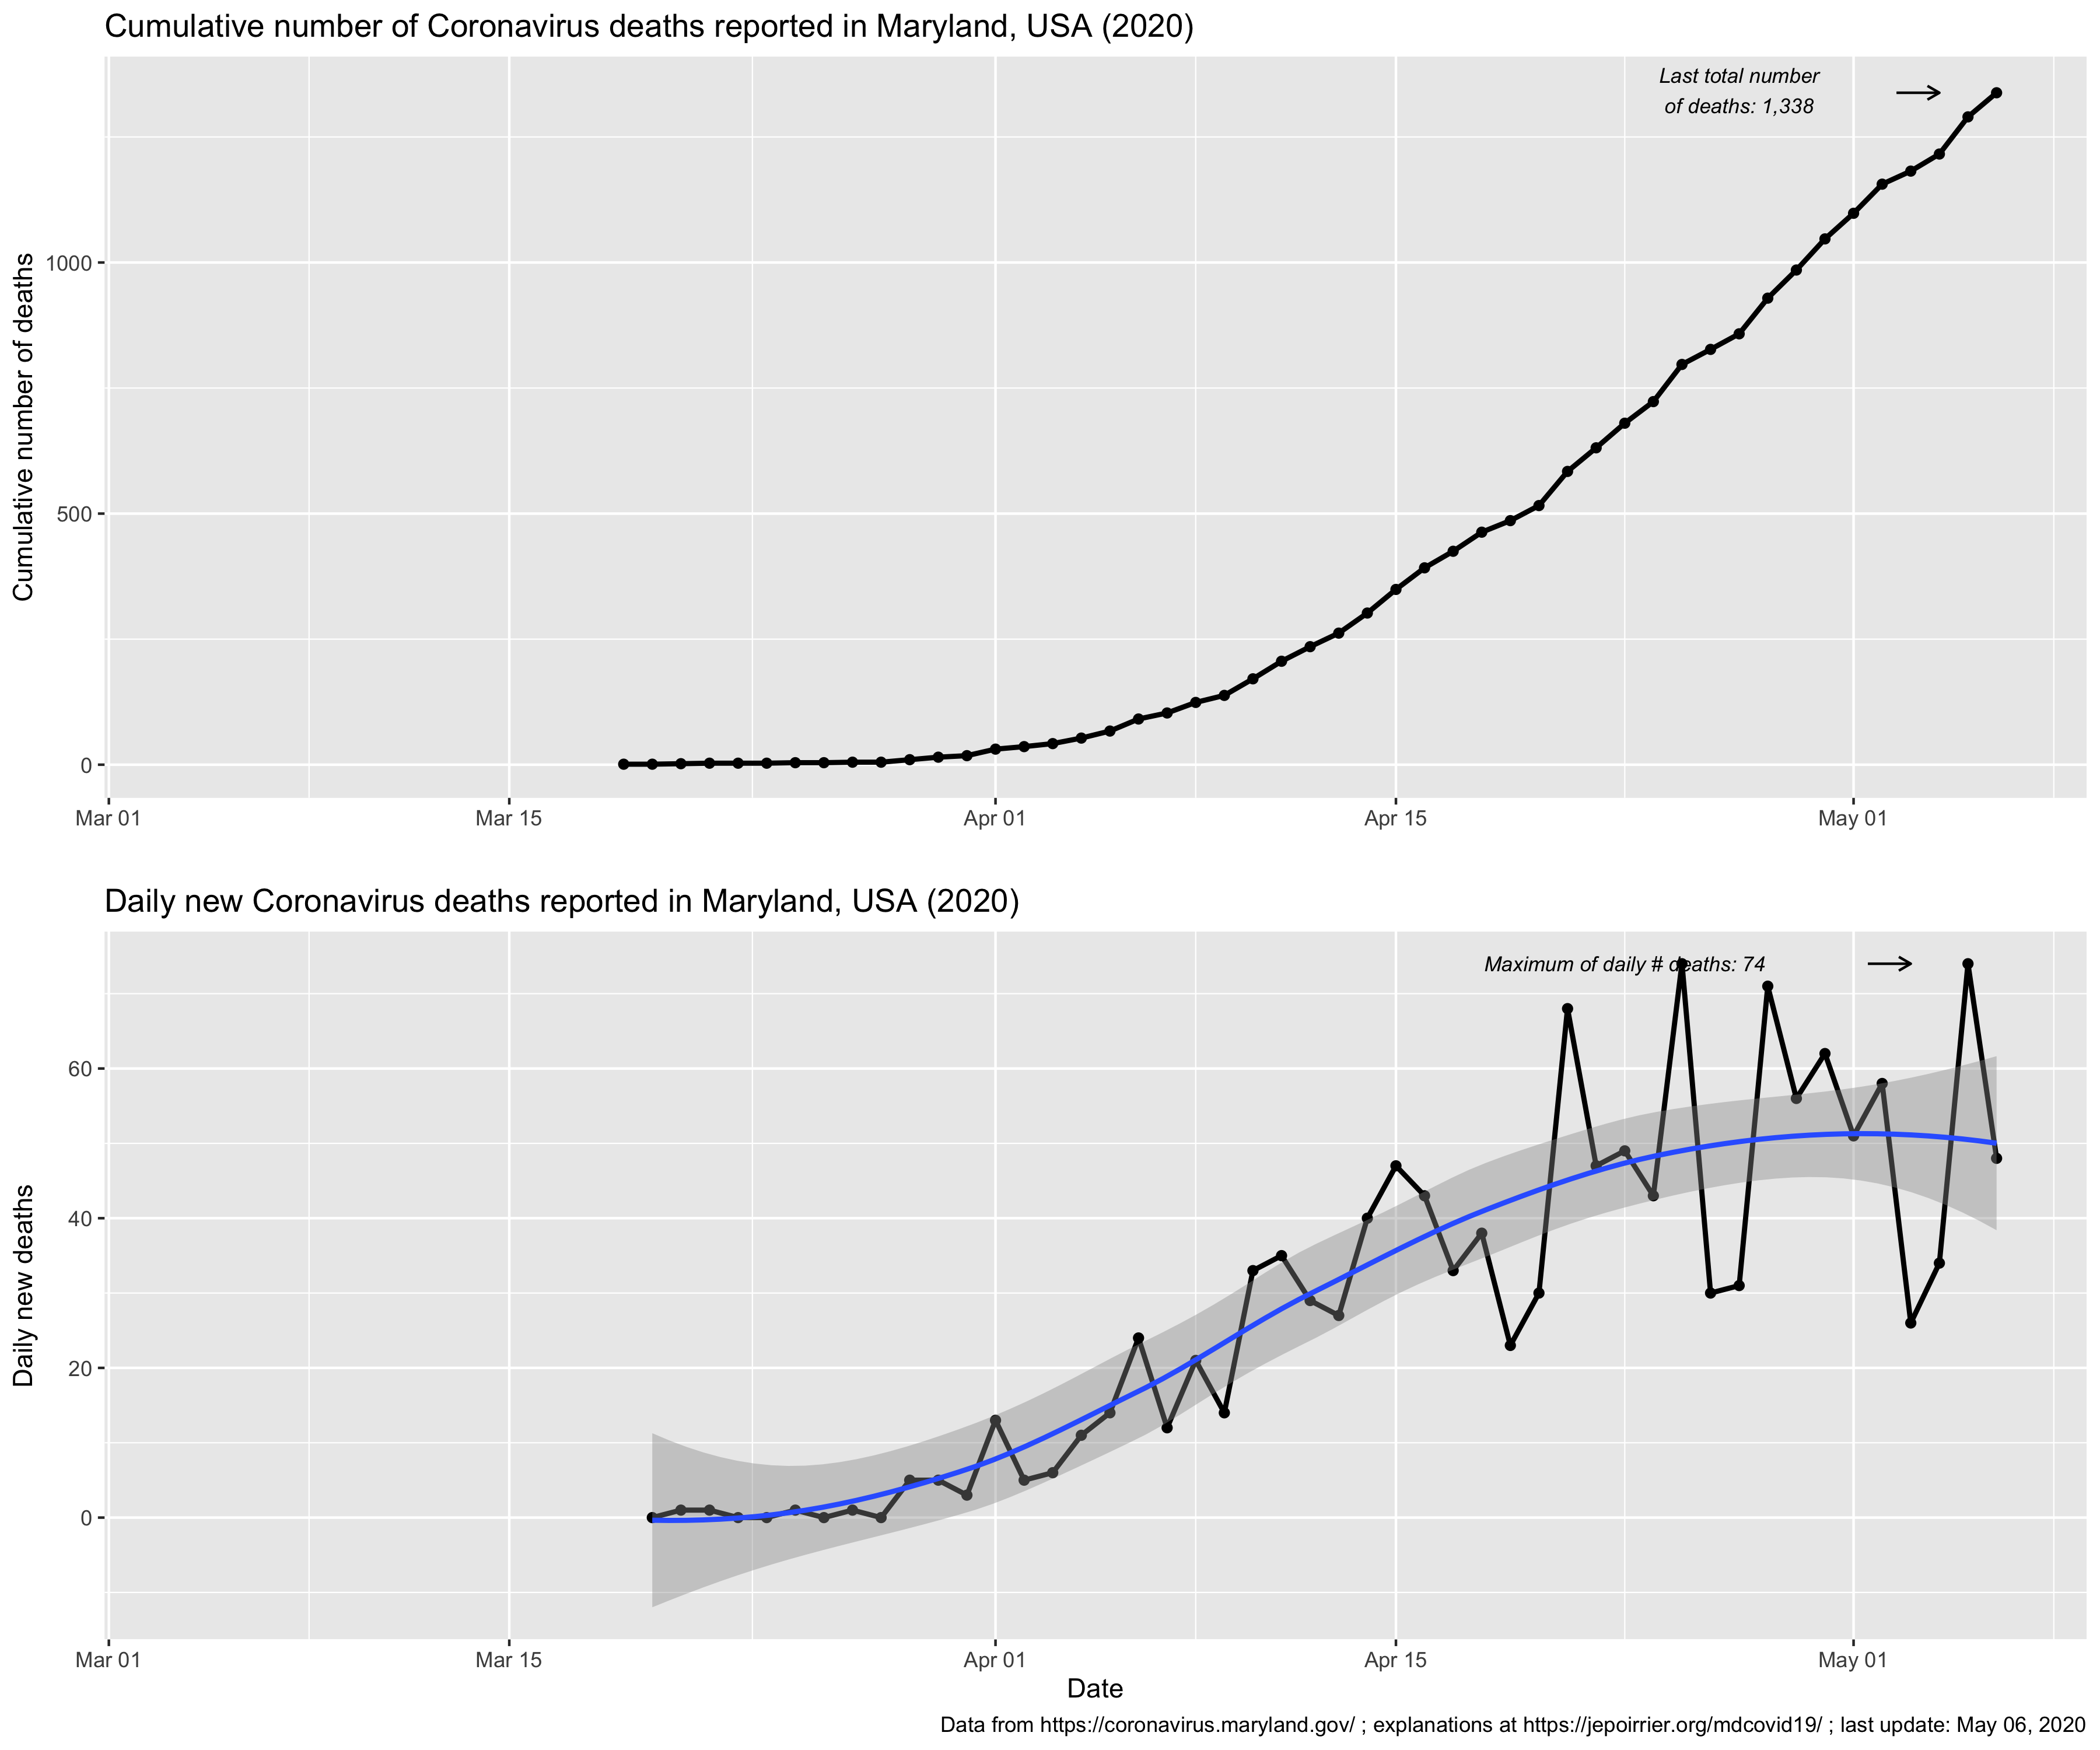 Cumulative number of Coronavirus deaths reported in Maryland, USA (2020)
Last total number
of deaths: 1,338
Cumulative number of deaths
1000
500
0
Mar 01 Mar 15 Apr 01 Apr 15 May 01
Daily new Coronavirus deaths reported in Maryland, USA (2020)
Maximum of daily # deaths: 74
Daily new deaths
60
40
20
0
Mar 01 Mar 15 Apr 01 Apr 15 May 01
Date
Data from https://coronavirus.maryland.gov/ ; explanations at https://jepoirrier.org/mdcovid19/ ; last update: May 06, 2020